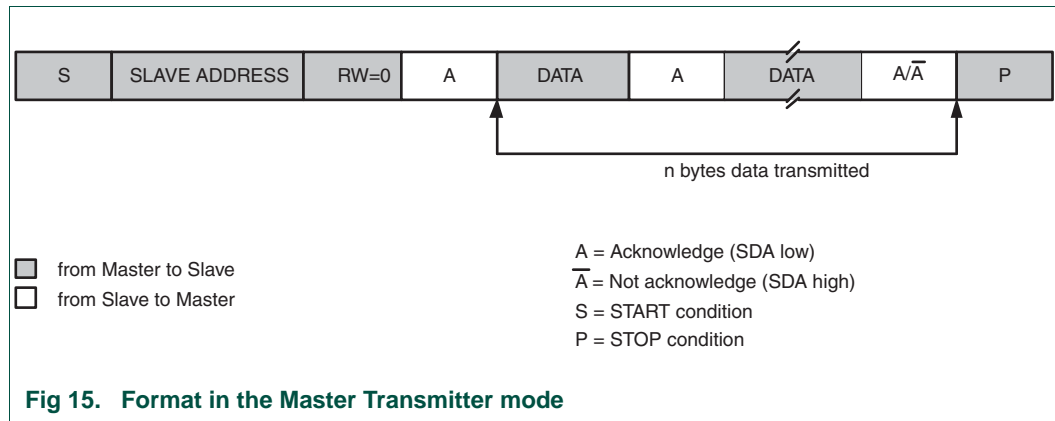 S SLAVE ADDRESS RW=0 A DATA A DATA A/A̅ P
n bytes data transmitted
from Master to Slave
from Slave to Master
A = Acknowledge (SDA low)
A̅ = Not acknowledge (SDA high)
S = START condition
P = STOP condition
Fig 15. Format in the Master Transmitter mode